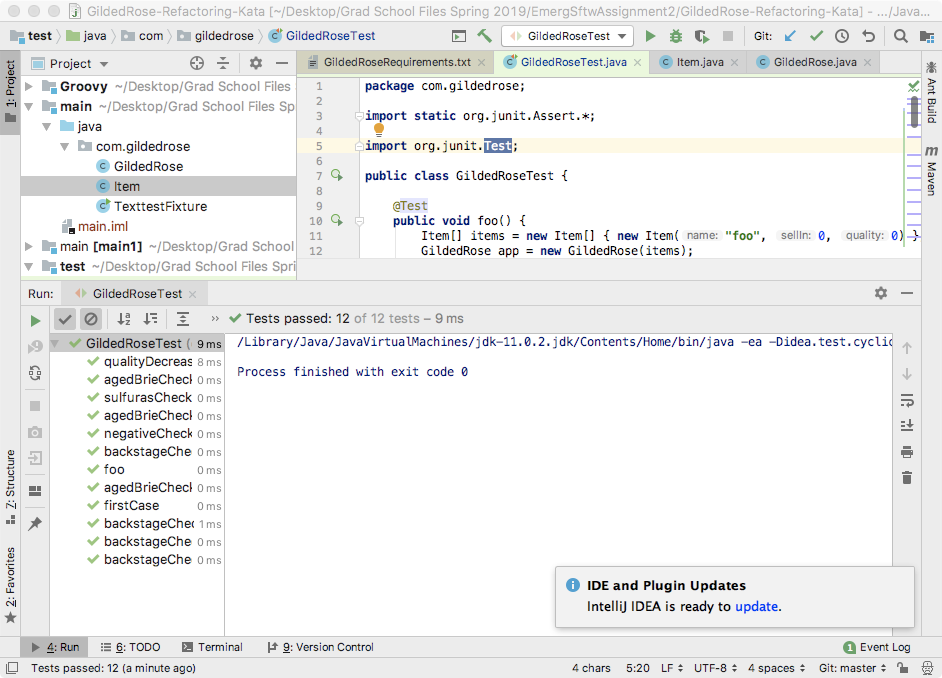 GildedRose-Refactoring-Kata [~/Desktop/Grad School Files Spring 2019/EmergSftwAssignment2/GildedRose-Refactoring-Kata] - .../Java...
test java com gildedrose GildedRoseTest GildedRoseTest Git:
1: Project
Project
GildedRoseRequirements.txt GildedRoseTest.java Item.java GildedRose.java
Ant Build
Maven
Groovy ~/Desktop/Grad School Files
main ~/Desktop/Grad School Files Sp
java
com.gildedrose
GildedRose
Item
TexttestFixture
main.iml
main [main1] ~/Desktop/Grad School
test ~/Desktop/Grad School Files Spri
1 package com.gildedrose;
2
3 import static org.junit.Assert.*;
4
5 import org.junit.Test;
6
7 public class GildedRoseTest {
8
9 @Test
10 public void foo() {
11 Item[] items = new Item[] { new Item( name: "foo", sellIn: 0, quality: 0) }
12 GildedRose app = new GildedRose(items);
Run: GildedRoseTest
Tests passed: 12 of 12 tests – 9 ms
GildedRoseTest ( 9 ms
qualityDecreas 8 ms
agedBrieCheck 0 ms
sulfurasCheck 0 ms
agedBrieCheck 0 ms
negativeCheck 0 ms
backstageChe 0 ms
foo 0 ms
agedBrieCheck 0 ms
firstCase 0 ms
backstageChe 1 ms
backstageChe 0 ms
backstageChe 0 ms
/Library/Java/JavaVirtualMachines/jdk-11.0.2.jdk/Contents/Home/bin/java -ea -Didea.test.cyclic
Process finished with exit code 0
Z: Structure
2: Favorites
IDE and Plugin Updates
IntelliJ IDEA is ready to update.
4: Run 6: TODO Terminal 9: Version Control 1 Event Log
Tests passed: 12 (a minute ago) 4 chars 5:20 LF UTF-8 4 spaces Git: master